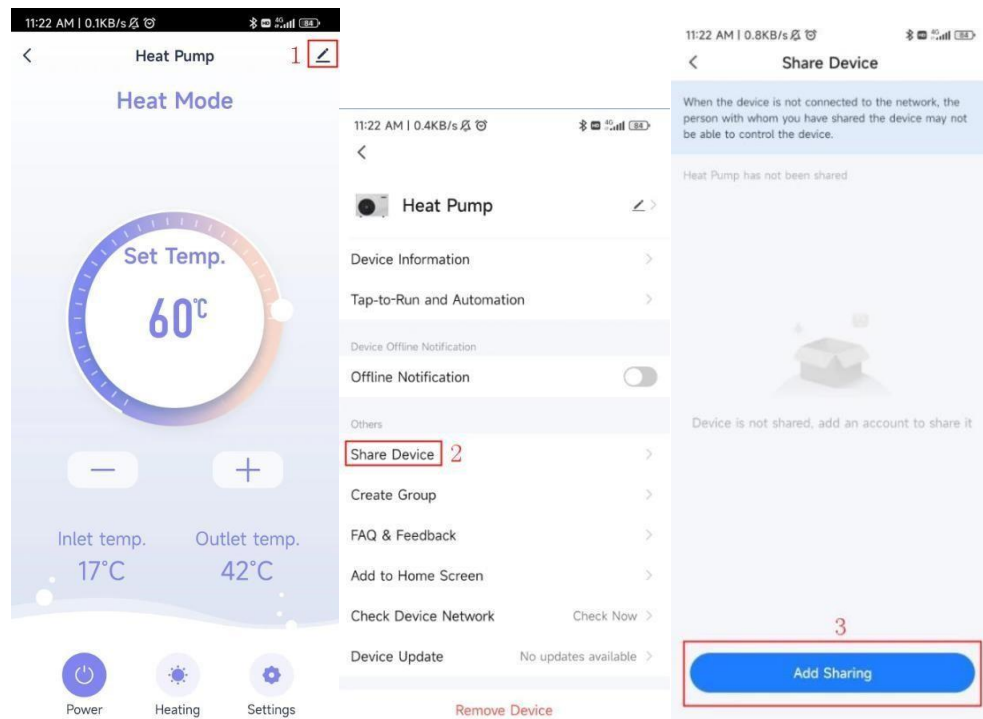 11:22 AM | 0.1KB/s 4G 84
Heat Pump 1
Heat Mode
Set Temp.
60℃
Inlet temp. Outlet temp.
17°C 42°C
Power Heating Settings
11:22 AM | 0.4KB/s 4G 84
Heat Pump
Device Information
Tap-to-Run and Automation
Device Offline Notification
Offline Notification
Others
Share Device 2
Create Group
FAQ & Feedback
Add to Home Screen
Check Device Network Check Now
Device Update No updates available
Remove Device
11:22 AM | 0.8KB/s 4G 84
Share Device
When the device is not connected to the network, the
person with whom you have shared the device may not
be able to control the device.
Heat Pump has not been shared
Device is not shared, add an account to share it
3
Add Sharing